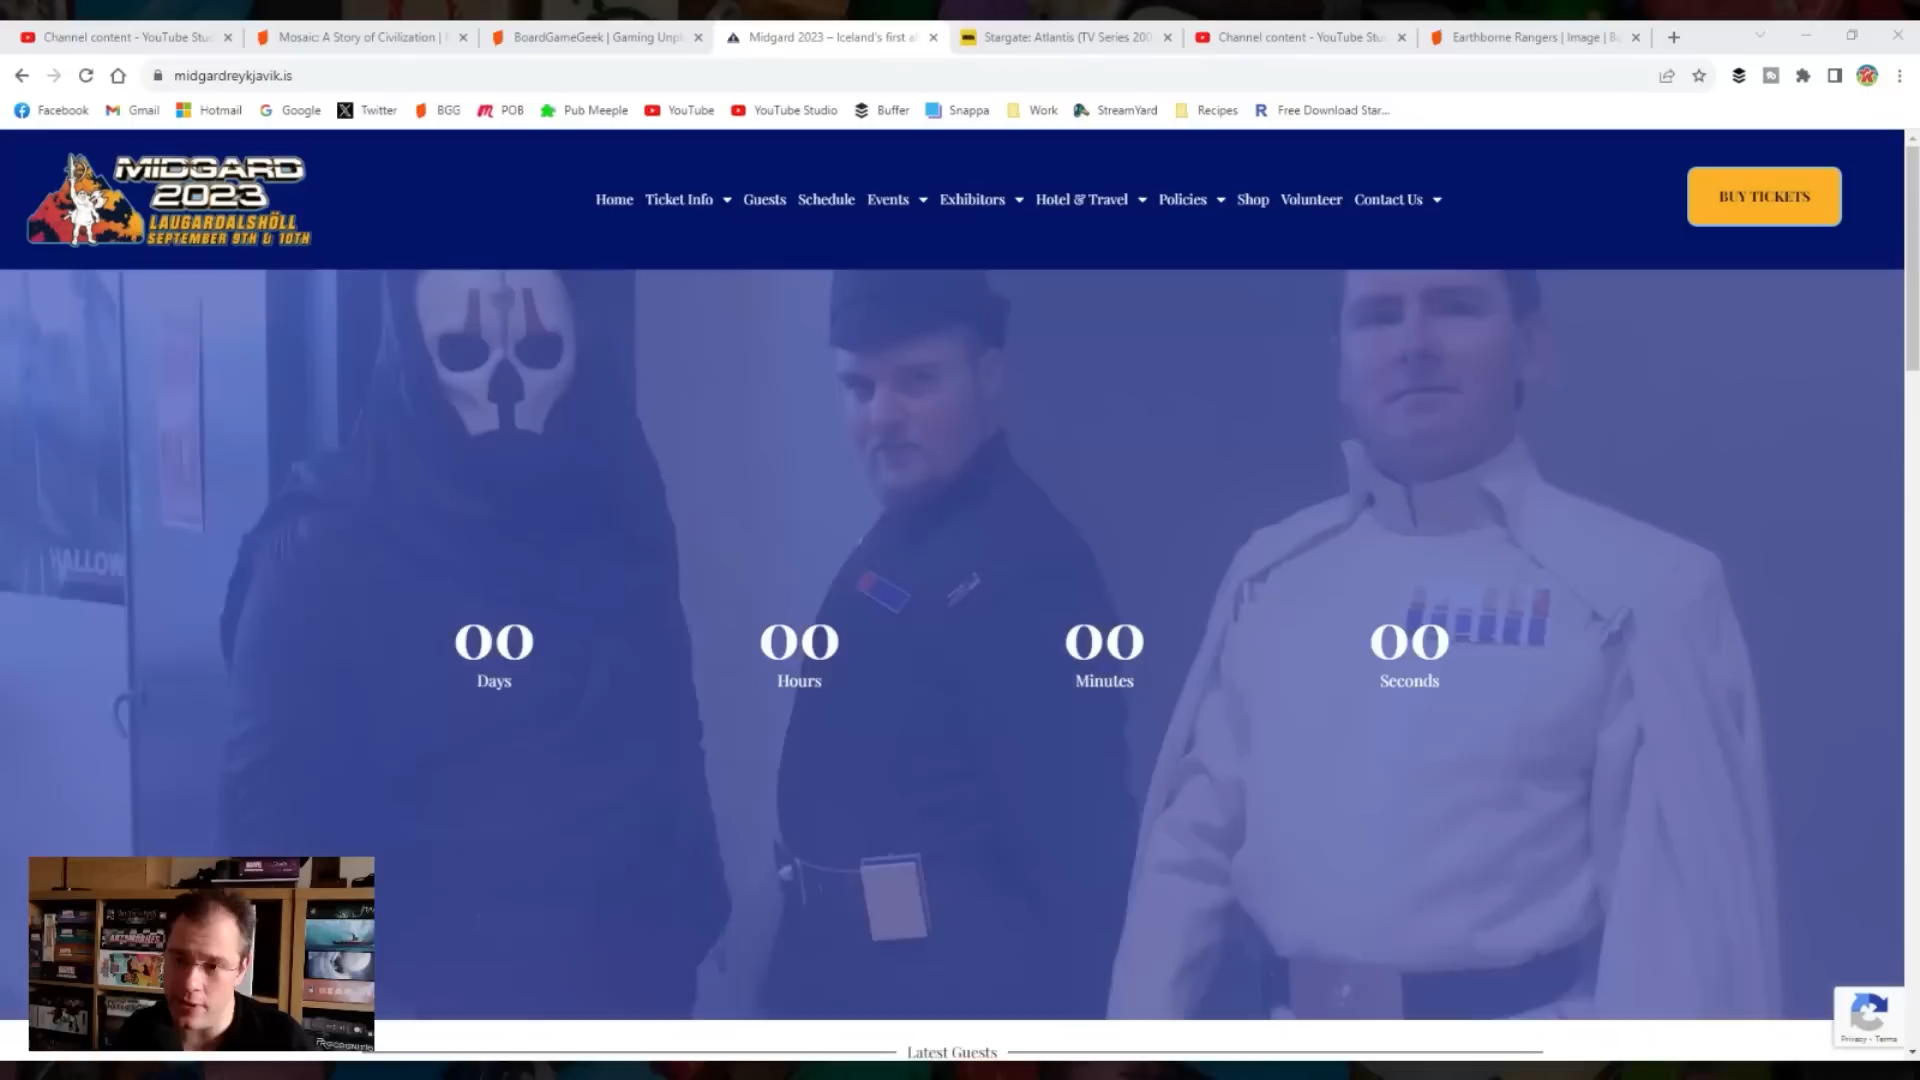 Channel content - YouTube Stu
Mosaic: A Story of Civilization |
BoardGameGeek | Gaming Unp
Midgard 2023 – Iceland's first al
Stargate: Atlantis (TV Series 200
Channel content - YouTube Stu
Earthborne Rangers | Image | B
midgardreykjavik.is
Facebook
Gmail
Hotmail
Google
Twitter
BGG
POB
Pub Meeple
YouTube
YouTube Studio
Buffer
Snappa
Work
StreamYard
Recipes
Free Download Star...
MIDGARD
2023
LAUGARDALSHÖLL
SEPTEMBER 9TH & 10TH
Home
Ticket Info
Guests
Schedule
Events
Exhibitors
Hotel & Travel
Policies
Shop
Volunteer
Contact Us
BUY TICKETS
HALLOW
00
00
00
00
Days
Hours
Minutes
Seconds
Latest Guests
Privacy - Terms